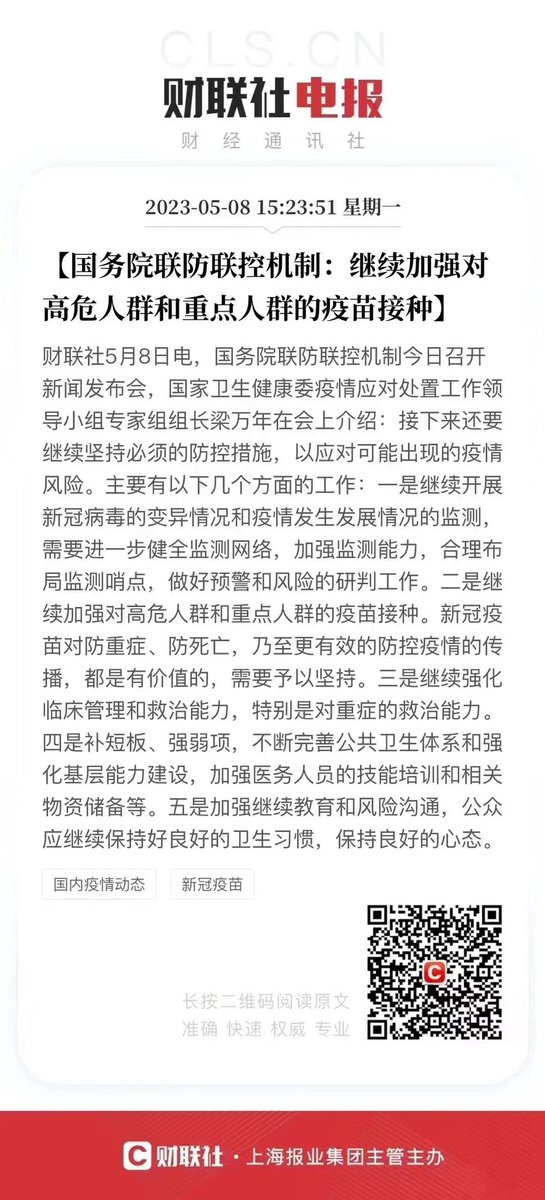 CLS.CN
财联社电报
财经通讯社
2023-05-08 15:23:51 星期一
【国务院联防联控机制：继续加强对
高危人群和重点人群的疫苗接种】
财联社5月8日电，国务院联防联控机制今日召开
新闻发布会，国家卫生健康委疫情应对处置工作领
导小组专家组组长梁万年在会上介绍：接下来还要
继续坚持必须的防控措施，以应对可能出现的疫情
风险。主要有以下几个方面的工作：一是继续开展
新冠病毒的变异情况和疫情发生发展情况的监测，
需要进一步健全监测网络，加强监测能力，合理布
局监测哨点，做好预警和风险的研判工作。二是继
续加强对高危人群和重点人群的疫苗接种。新冠疫
苗对防重症、防死亡，乃至更有效的防控疫情的传
播，都是有价值的，需要予以坚持。三是继续强化
临床管理和救治能力，特别是对重症的救治能力。
四是补短板、强弱项，不断完善公共卫生体系和强
化基层能力建设，加强医务人员的技能培训和相关
物资储备等。五是加强继续教育和风险沟通，公众
应继续保持好良好的卫生习惯，保持良好的心态。
国内疫情动态 新冠疫苗
长按二维码阅读原文
准确 快速 权威 专业
财联社·上海报业集团主管主办